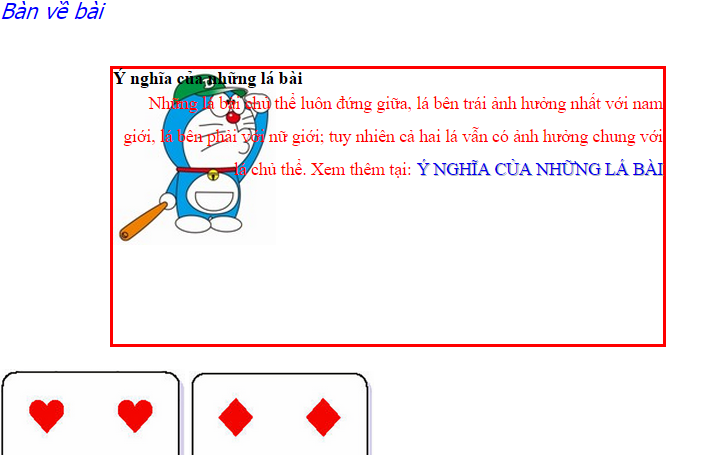 Bàn về bài
Ý nghĩa của những lá bài
Những lá bài chủ thể luôn đứng giữa, lá bên trái ảnh hưởng nhất với nam
giới, lá bên phải với nữ giới; tuy nhiên cả hai lá vẫn có ảnh hưởng chung với
lá chủ thể. Xem thêm tại: Ý NGHĨA CỦA NHỮNG LÁ BÀI